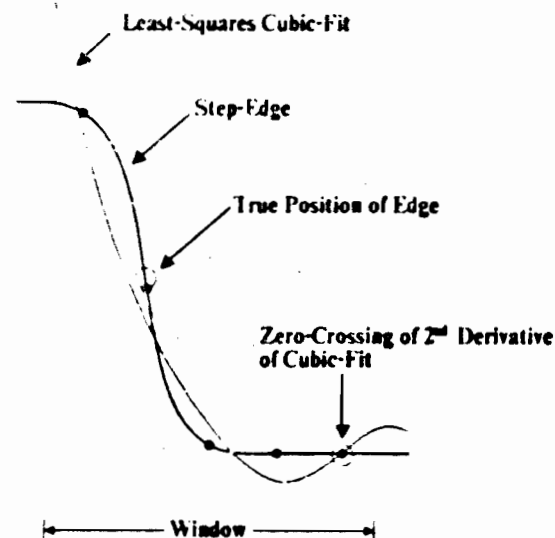 Least-Squares Cubic-Fit
Step-Edge
True Position of Edge
Zero-Crossing of 2nd Derivative
of Cubic-Fit
Window